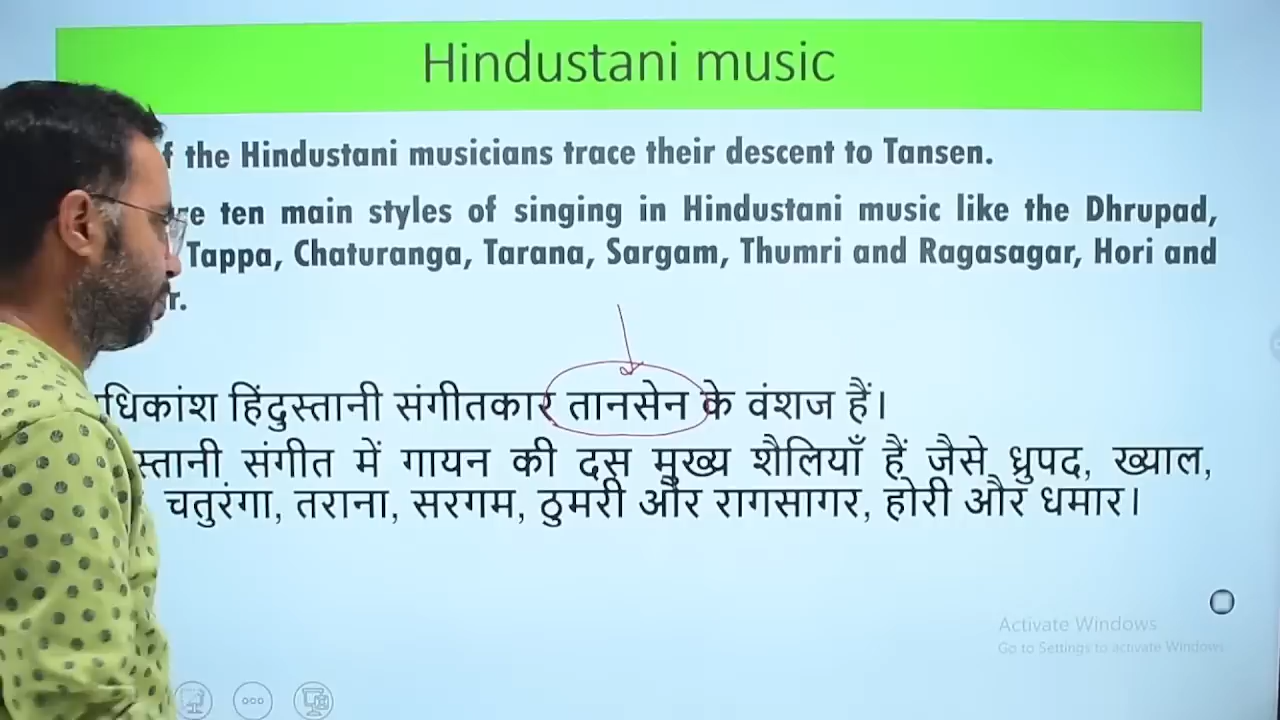 Hindustani music
the Hindustani musicians trace their descent to Tansen.
ten main styles of singing in Hindustani music like the Dhrupad,
Tappa, Chaturanga, Tarana, Sargam, Thumri and Ragasagar, Hori and
हिंदुस्तानी संगीतकार तानसेन के वंशज हैं।
संगीत में गायन की दस मुख्य शैलियाँ हैं जैसे ध्रुपद, ख्याल,
चतुरंगा, तराना, सरगम, ठुमरी और रागसागर, होरी और धमार।
Activate Windows
Go to Settings to activate Windows.